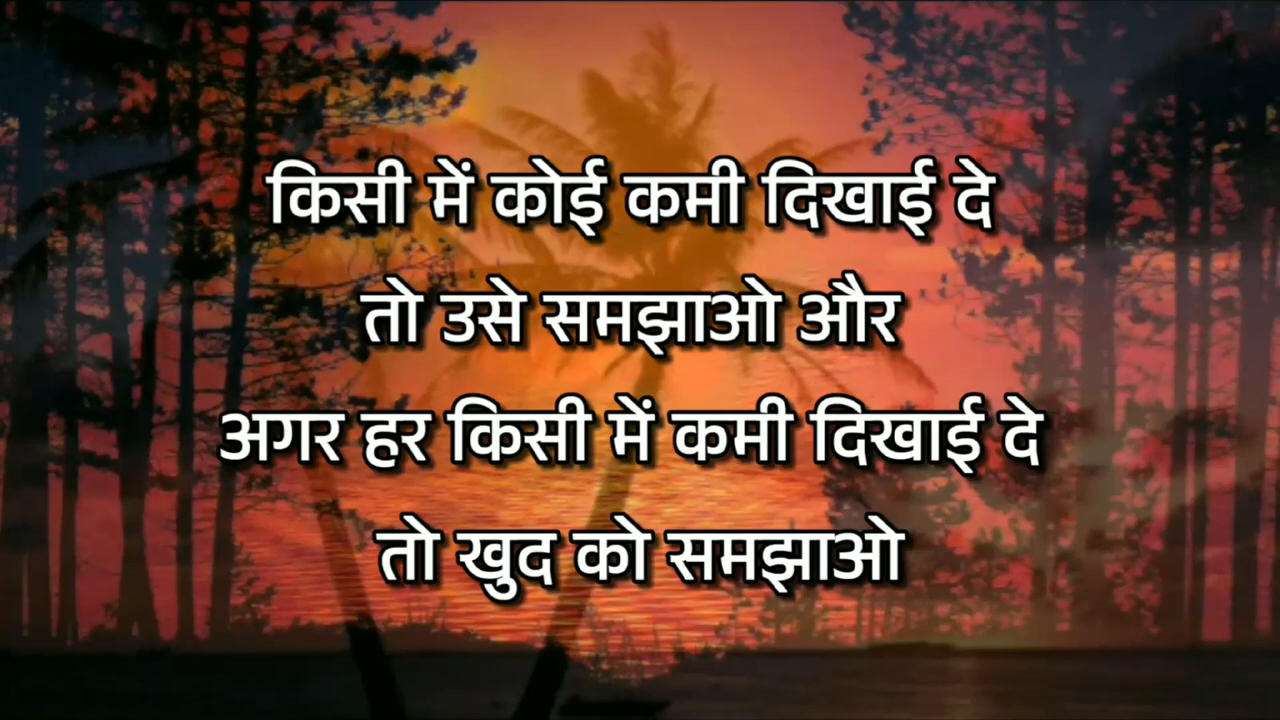 किसी में कोई कमी दिखाई दे
तो उसे समझाओ और
अगर हर किसी में कमी दिखाई दे
तो खुद को समझाओ